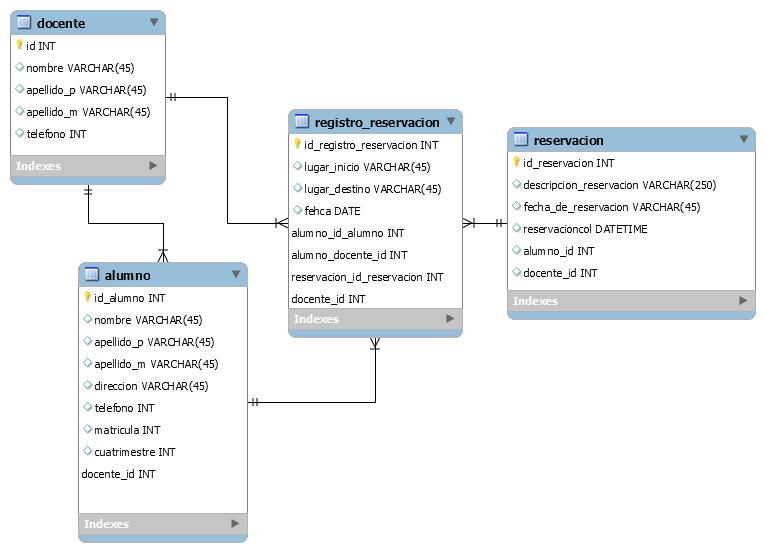 docente
id INT
nombre VARCHAR(45)
apellido_p VARCHAR(45)
apellido_m VARCHAR(45)
telefono INT
Indexes
registro_reservacion
id_registro_reservacion INT
lugar_inicio VARCHAR(45)
lugar_destino VARCHAR(45)
fehca DATE
alumno_id_alumno INT
alumno_docente_id INT
reservacion_id_reservacion INT
docente_id INT
Indexes
reservacion
id_reservacion INT
descripcion_reservacion VARCHAR(250)
fecha_de_reservacion VARCHAR(45)
reservacioncol DATETIME
alumno_id INT
docente_id INT
Indexes
alumno
id_alumno INT
nombre VARCHAR(45)
apellido_p VARCHAR(45)
apellido_m VARCHAR(45)
direccion VARCHAR(45)
telefono INT
matricula INT
cuatrimestre INT
docente_id INT
Indexes